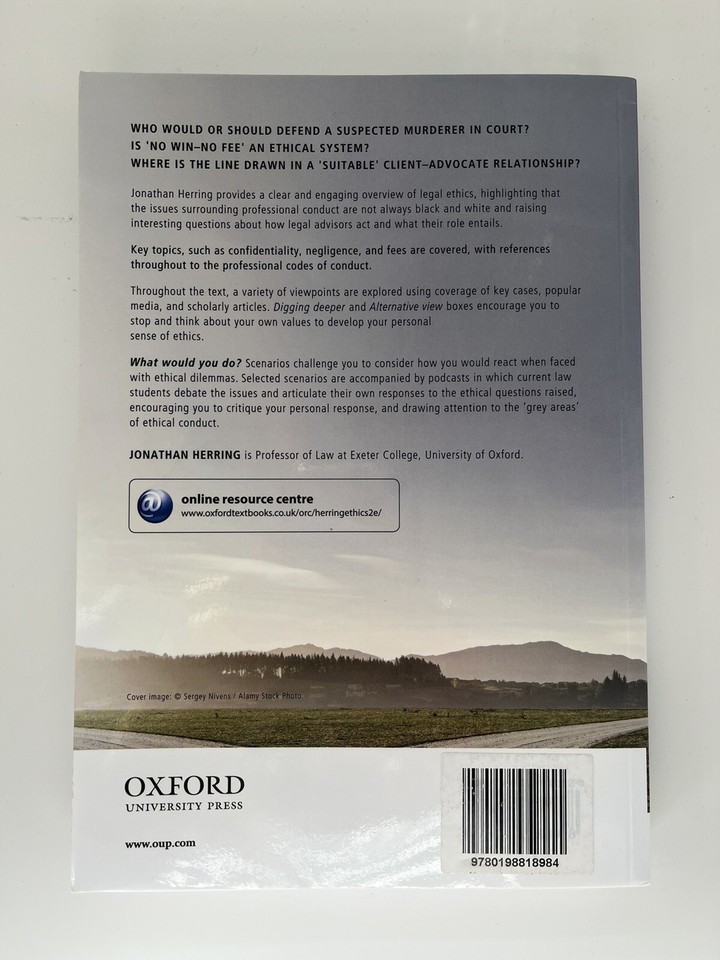 WHO WOULD OR SHOULD DEFEND A SUSPECTED MURDERER IN COURT?
IS 'NO WIN–NO FEE' AN ETHICAL SYSTEM?
WHERE IS THE LINE DRAWN IN A 'SUITABLE' CLIENT–ADVOCATE RELATIONSHIP?
Jonathan Herring provides a clear and engaging overview of legal ethics, highlighting that
the issues surrounding professional conduct are not always black and white and raising
interesting questions about how legal advisors act and what their role entails.
Key topics, such as confidentiality, negligence, and fees are covered, with references
throughout to the professional codes of conduct.
Throughout the text, a variety of viewpoints are explored using coverage of key cases, popular
media, and scholarly articles. Digging deeper and Alternative view boxes encourage you to
stop and think about your own values to develop your personal
sense of ethics.
What would you do? Scenarios challenge you to consider how you would react when faced
with ethical dilemmas. Selected scenarios are accompanied by podcasts in which current law
students debate the issues and articulate their own responses to the ethical questions raised,
encouraging you to critique your personal response, and drawing attention to the 'grey areas'
of ethical conduct.
JONATHAN HERRING is Professor of Law at Exeter College, University of Oxford.
@ online resource centre
www.oxfordtextbooks.co.uk/orc/herringethics2e/
Cover image: © Sergey Nivens / Alamy Stock Photo.
OXFORD
UNIVERSITY PRESS
www.oup.com
9780198818984